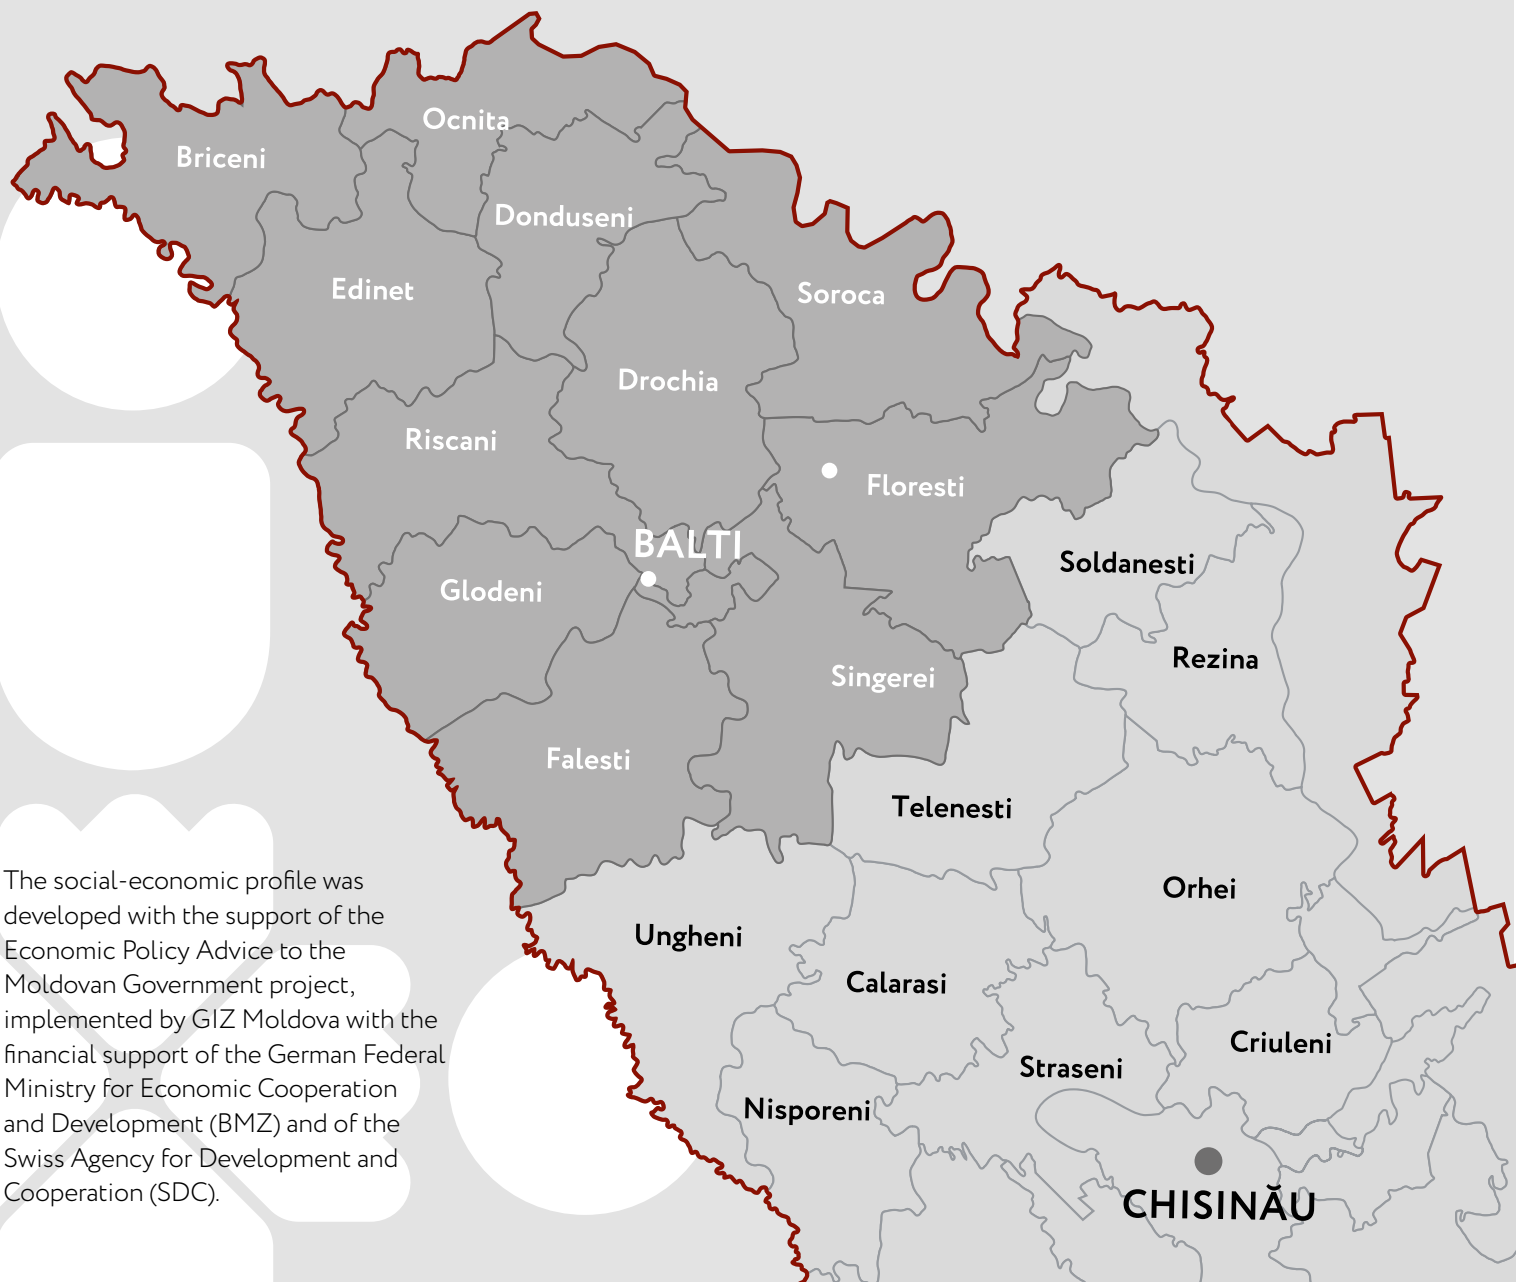 Ocnita
Briceni
Donduseni
Edinet
Soroca
Drochia
Riscani
Floresti
BALTI
Soldanesti
Glodeni
Rezina
Singerei
Falesti
Telenesti
The social-economic profile was
developed with the support of the
Economic Policy Advice to the
Moldovan Government project,
implemented by GIZ Moldova with the
financial support of the German Federal
Ministry for Economic Cooperation
and Development (BMZ) and of the
Swiss Agency for Development and
Cooperation (SDC).
Orhei
Ungheni
Calarasi
Criuleni
Straseni
Nisporeni
CHISINĂU